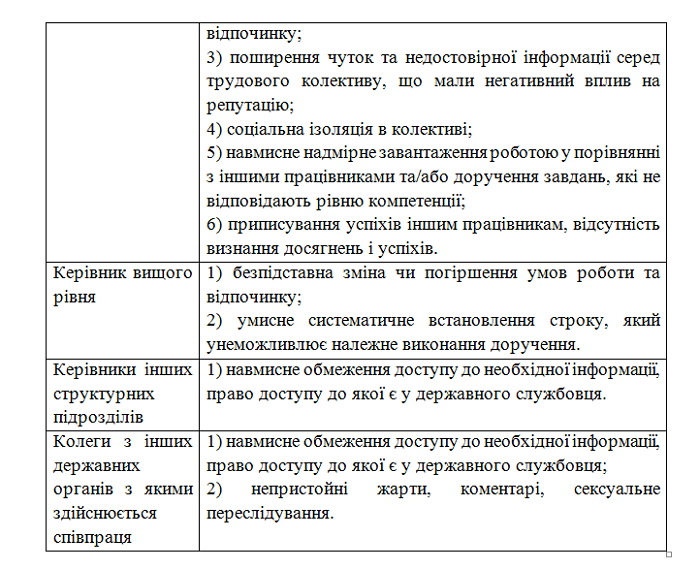 відпочинку;
3) поширення чуток та недостовірної інформації серед
трудового колективу, що мали негативний вплив на
репутацію;
4) соціальна ізоляція в колективі;
5) навмисне надмірне завантаження роботою у порівнянні
з іншими працівниками та/або доручення завдань, які не
відповідають рівню компетенції;
6) приписування успіхів іншим працівникам, відсутність
визнання досягнень і успіхів.
Керівник вищого
рівня
1) безпідставна зміна чи погіршення умов роботи та
відпочинку;
2) умисне систематичне встановлення строку, який
унеможливлює належне виконання доручення.
Керівники інших
структурних
підрозділів
1) навмисне обмеження доступу до необхідної інформації,
право доступу до якої є у державного службовця.
Колеги з інших
державних
органів з якими
здійснюється
співпраця
1) навмисне обмеження доступу до необхідної інформації,
право доступу до якої є у державного службовця;
2) непристойні жарти, коментарі, сексуальне
переслідування.